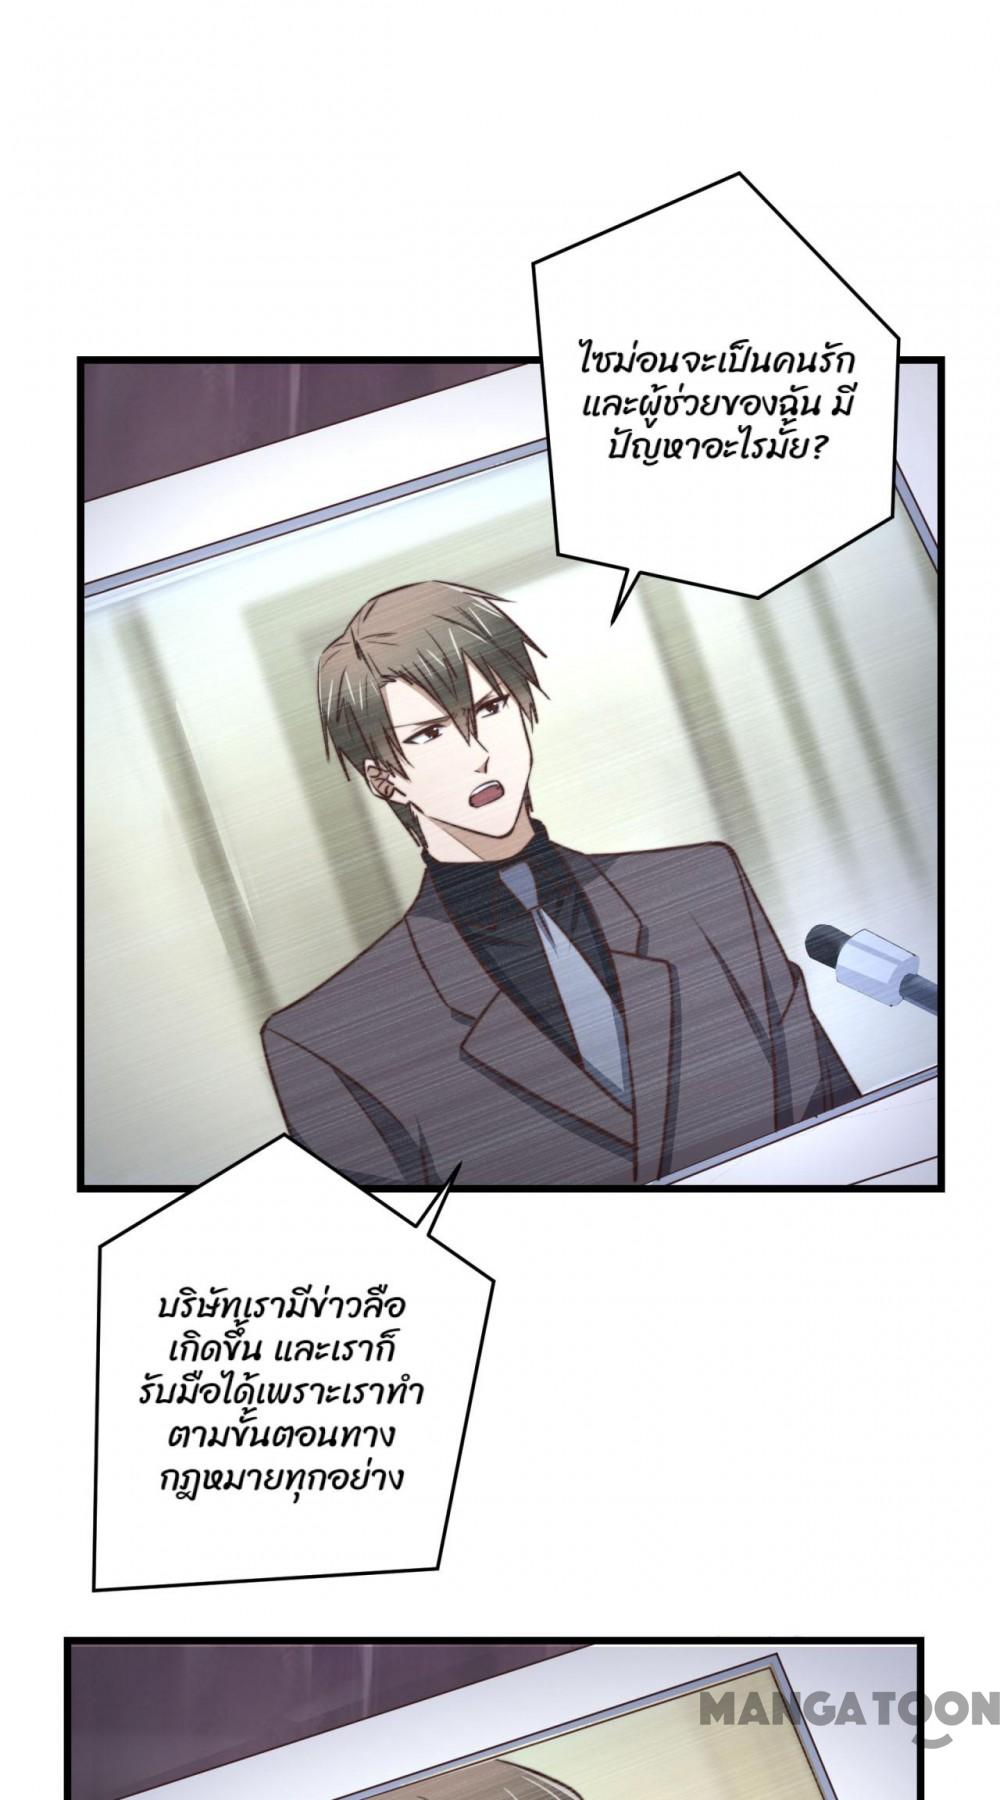 ไซม่อนจะเป็นคนรัก
และผู้ช่วยของฉัน มี
ปัญหาอะไรมั้ย?
บริษัทเรามีข่าวลือ
เกิดขึ้น และเราก็
รับมือได้เพราะเราทำ
ตามขั้นตอนทาง
กฎหมายทุกอย่าง
MANGATOON